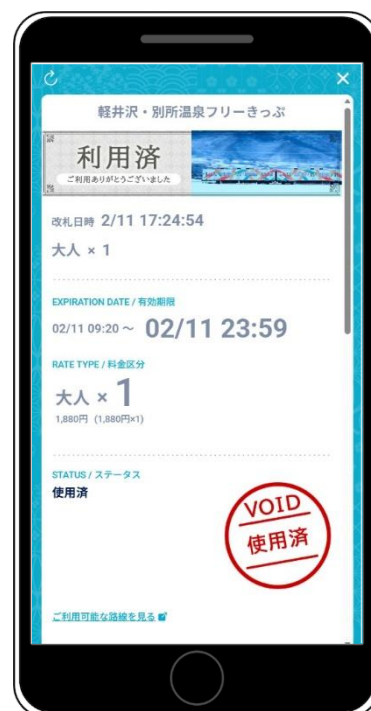 軽井沢・別所温泉フリーきっぷ
利用済
ご利用ありがとうございました
改札日時 2/11 17:24:54
大人 × 1
EXPIRATION DATE / 有効期限
02/11 09:20 ～ 02/11 23:59
RATE TYPE / 料金区分
大人 × 1
1,880円 (1,880円×1)
STATUS / ステータス
使用済
VOID
使用済
ご利用可能な路線を見る